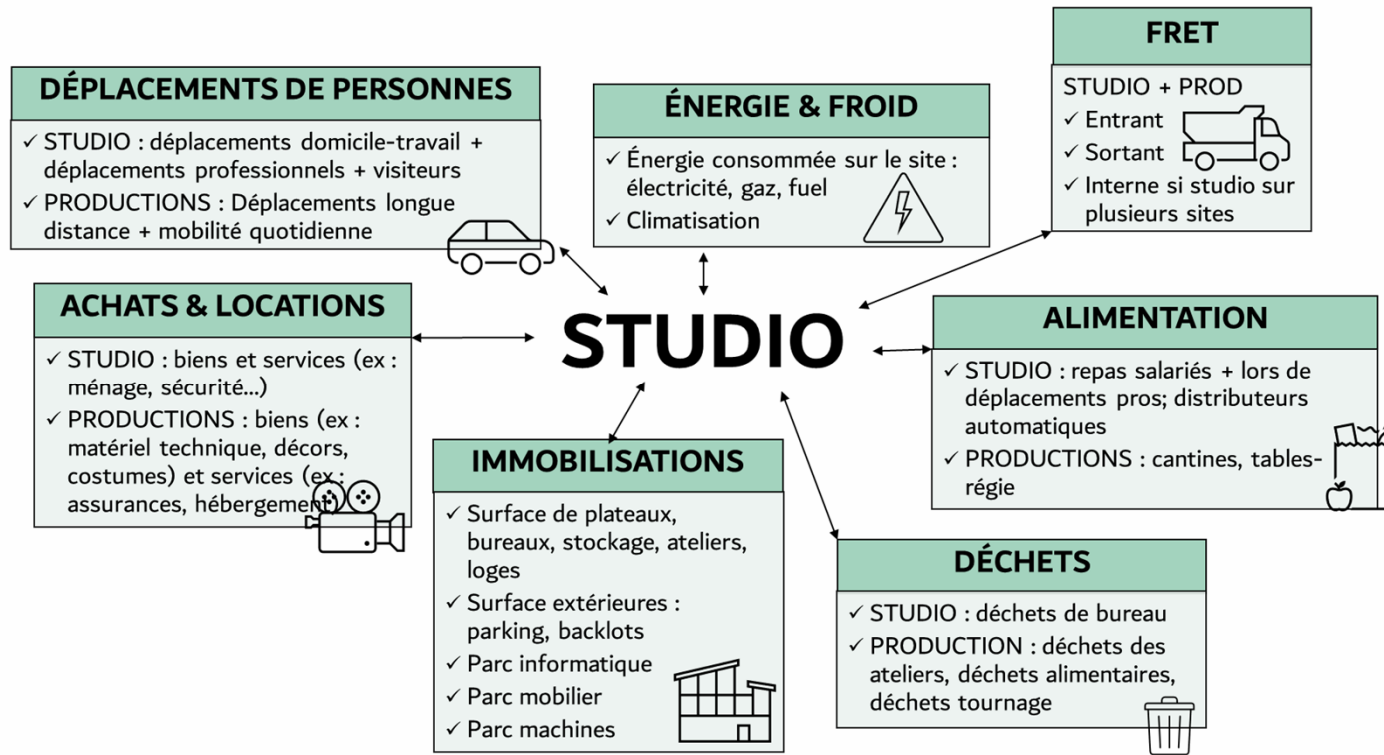 DÉPLACEMENTS DE PERSONNES
✓ STUDIO : déplacements domicile-travail +
déplacements professionnels + visiteurs
✓ PRODUCTIONS : Déplacements longue
distance + mobilité quotidienne
ÉNERGIE & FROID
✓ Énergie consommée sur le site :
électricité, gaz, fuel
✓ Climatisation
FRET
STUDIO + PROD
✓ Entrant
✓ Sortant
✓ Interne si studio sur
plusieurs sites
ACHATS & LOCATIONS
✓ STUDIO : biens et services (ex :
ménage, sécurité...)
✓ PRODUCTIONS : biens (ex :
matériel technique, décors,
costumes) et services (ex :
assurances, hébergement)
STUDIO
ALIMENTATION
✓ STUDIO : repas salariés + lors de
déplacements pros; distributeurs
automatiques
✓ PRODUCTIONS : cantines, tables-
régie
IMMOBILISATIONS
✓ Surface de plateaux,
bureaux, stockage, ateliers,
loges
✓ Surface extérieures :
parking, backlots
✓ Parc informatique
✓ Parc mobilier
✓ Parc machines
DÉCHETS
✓ STUDIO : déchets de bureau
✓ PRODUCTION : déchets des
ateliers, déchets alimentaires,
déchets tournage